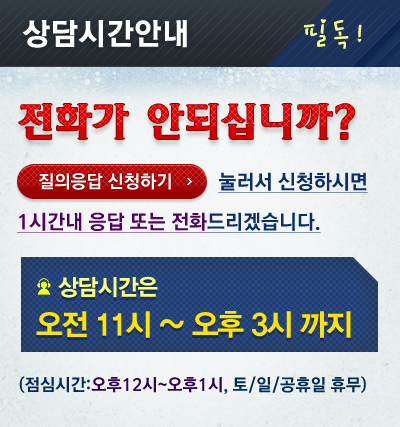 상담시간안내 필독!
전화가 안되십니까?
질의응답 신청하기 > 눌러서 신청하시면
1시간내 응답 또는 전화드리겠습니다.
상담시간은
오전 11시 ~ 오후 3시 까지
(점심시간:오후12시~오후1시, 토/일/공휴일 휴무)